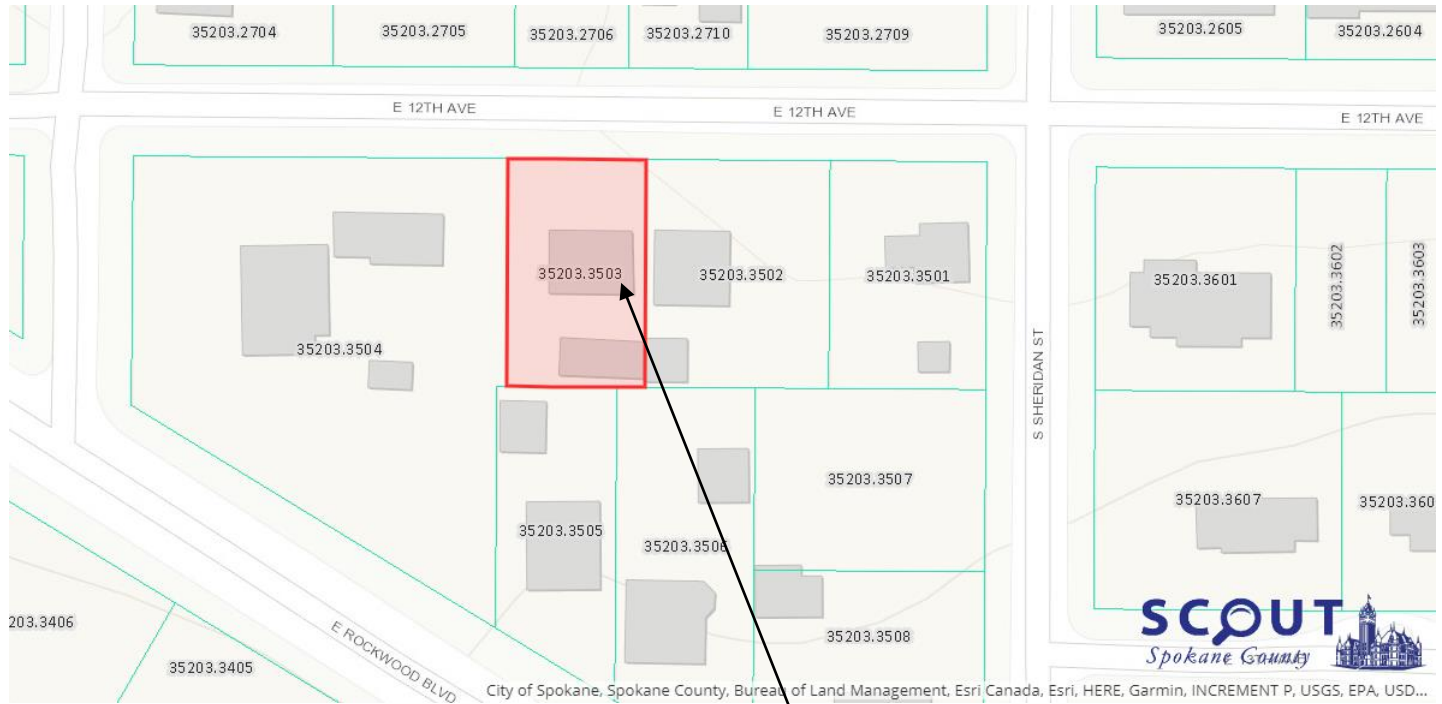 35203.2704
35203.2705
35203.2706
35203.2710
35203.2709
35203.2605
35203.2604
E 12TH AVE
E 12TH AVE
E 12TH AVE
35203.3503
35203.3502
35203.3501
35203.3601
35203.3602
35203.3603
35203.3504
S SHERIDAN ST
35203.3507
35203.3505
35203.3506
35203.3607
35203.360
203.3406
35203.3405
E ROCKWOOD BLVD
35203.3508
SCOUT
Spokane County
City of Spokane, Spokane County, Bureau of Land Management, Esri Canada, Esri, HERE, Garmin, INCREMENT P, USGS, EPA, USD...